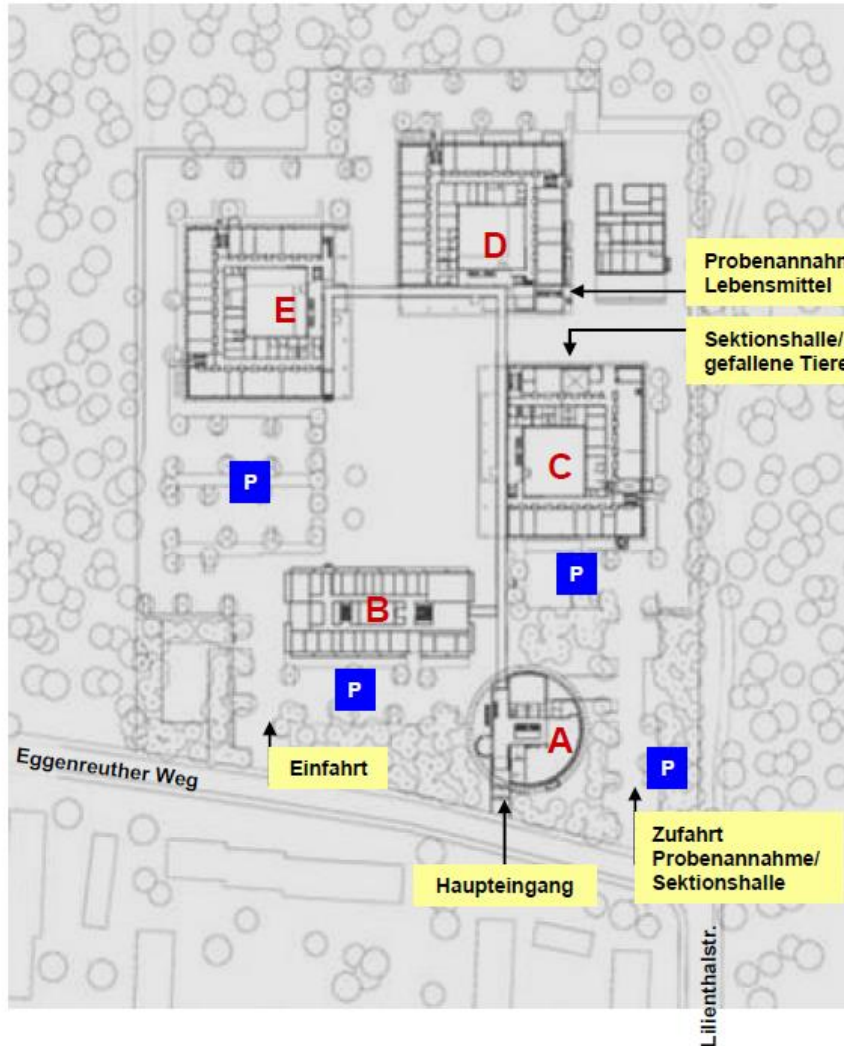 D
Probenannahm
Lebensmittel
E
Sektionshalle/
gefallene Tiere
C
P
P
B
P
A
P
Eggenreuther Weg
Einfahrt
Haupteingang
Zufahrt
Probenannahme/
Sektionshalle
Lilienthalstr.